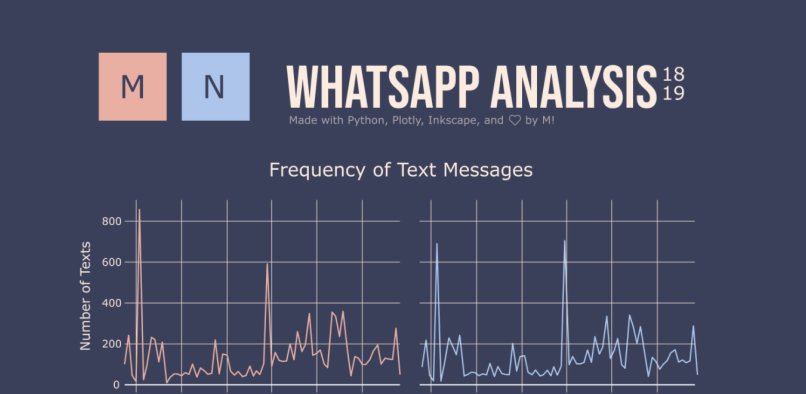 M N WHATSAPP ANALYSIS 18
19
Made with Python, Plotly, Inkscape, and ♡ by M!
Frequency of Text Messages
Number of Texts
800
600
400
200
0